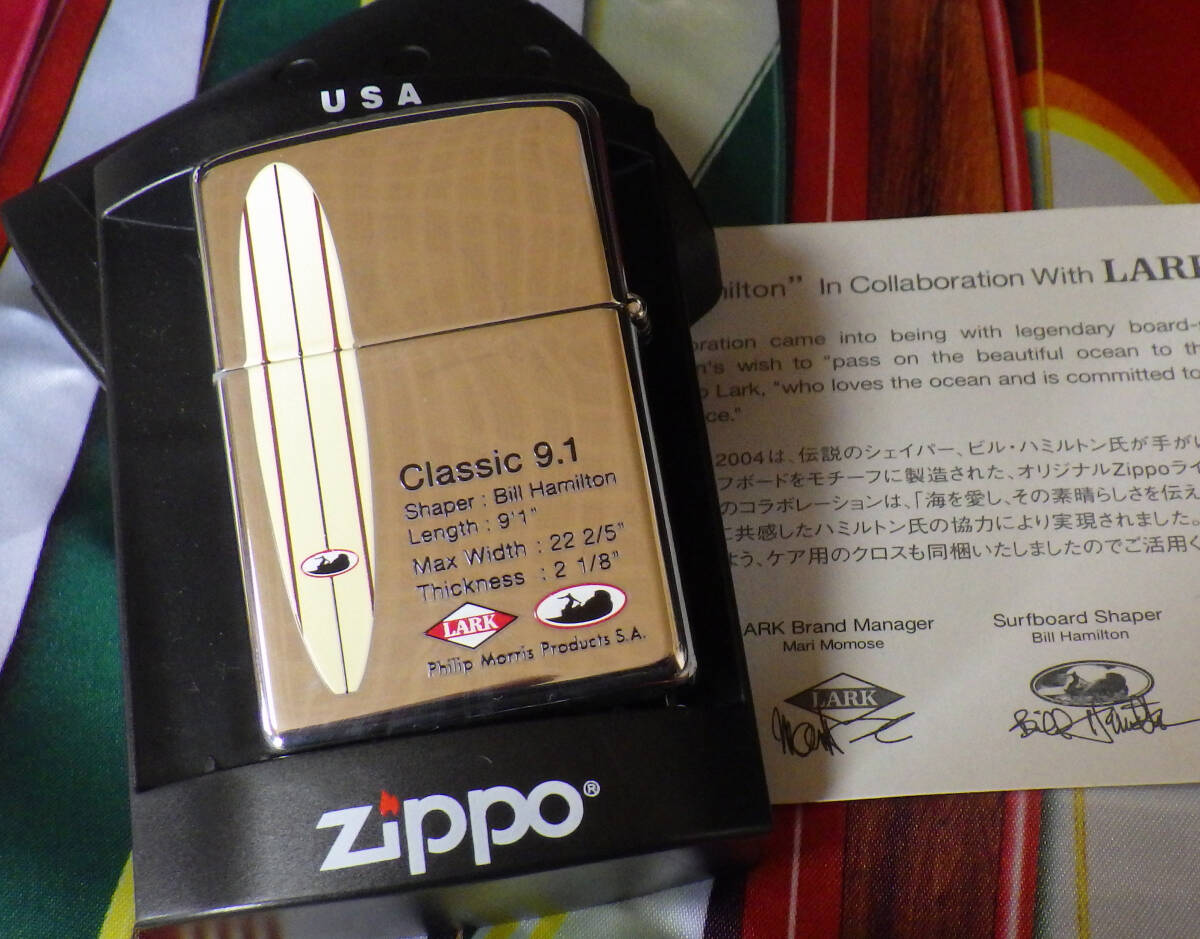 USA
Classic 9.1
Shaper : Bill Hamilton
Length : 9'1"
Max Width : 22 2/5"
Thickness : 2 1/8"
LARK
Philip Morris Products S.A.
zippo®
In Collaboration With LARK
came into being with legendary
wish to "pass on the beautiful ocean to
Lark, "who loves the ocean and is committed to
2004は、伝説のシェイパー、ビル・ハミルトン氏が手が
フボードをモチーフに製造された、オリジナルZippoラ
のコラボレーションは、「海を愛し、その素晴らしさを伝え
に共感したハミルトン氏の協力により実現されました。
よう、ケア用のクロスも同梱いたしましたのでご活用く
Brand Manager
Mari Momose
Surfboard Shaper
Bill Hamilton
LARK
Bill Hamilton